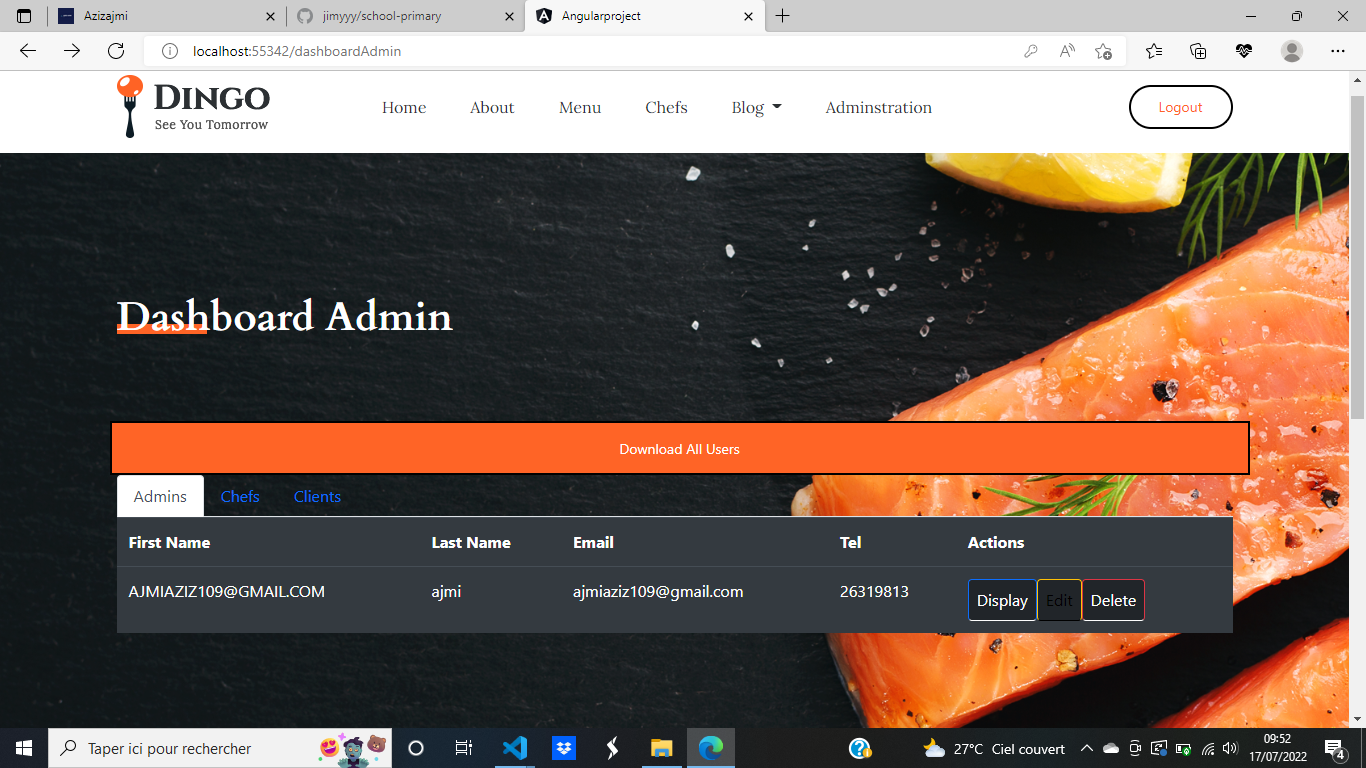 Azizajmi
jimyyy/school-primary
Angularproject
localhost:55342/dashboardAdmin
DINGO
See You Tomorrow
Home About Menu Chefs Blog Adminstration
Logout
Dashboard Admin
Download All Users
Admins Chefs Clients
First Name Last Name Email Tel Actions
AJMIAZIZ109@GMAIL.COM ajmi ajmiaziz109@gmail.com 26319813 Display Edit Delete
Taper ici pour rechercher
27°C Ciel couvert
09:52
17/07/2022
4